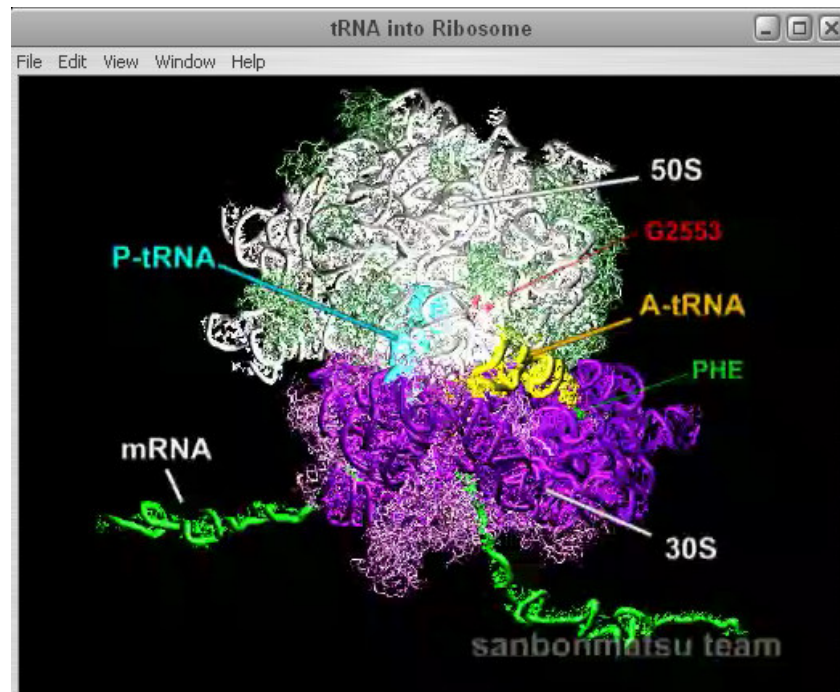 tRNA into Ribosome
File Edit View Window Help
50S
G2553
P-tRNA
A-tRNA
PHE
mRNA
30S
sanbonmatsu team